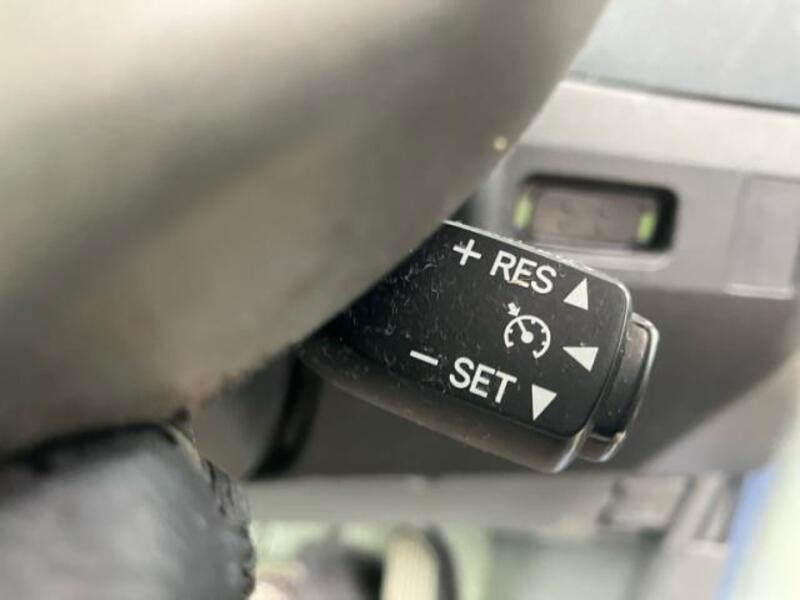 + RES
- SET